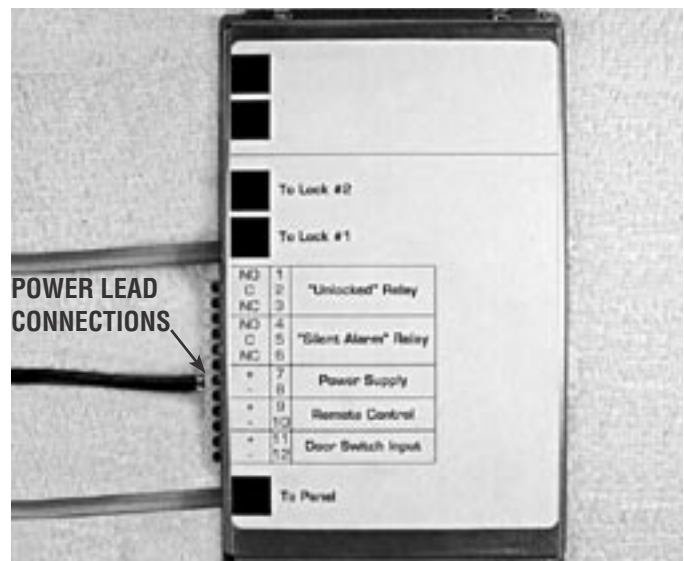 To Lock #2
To Lock #1
POWER LEAD
CONNECTIONS
NO 1
C 2 "Unlocked" Relay
NC 3
NO 4
C 5 "Silent Alarm" Relay
NC 6
+ 7 Power Supply
- 8
+ 9 Remote Control
- 10
+ 11 Door Switch Input
- 12
To Panel